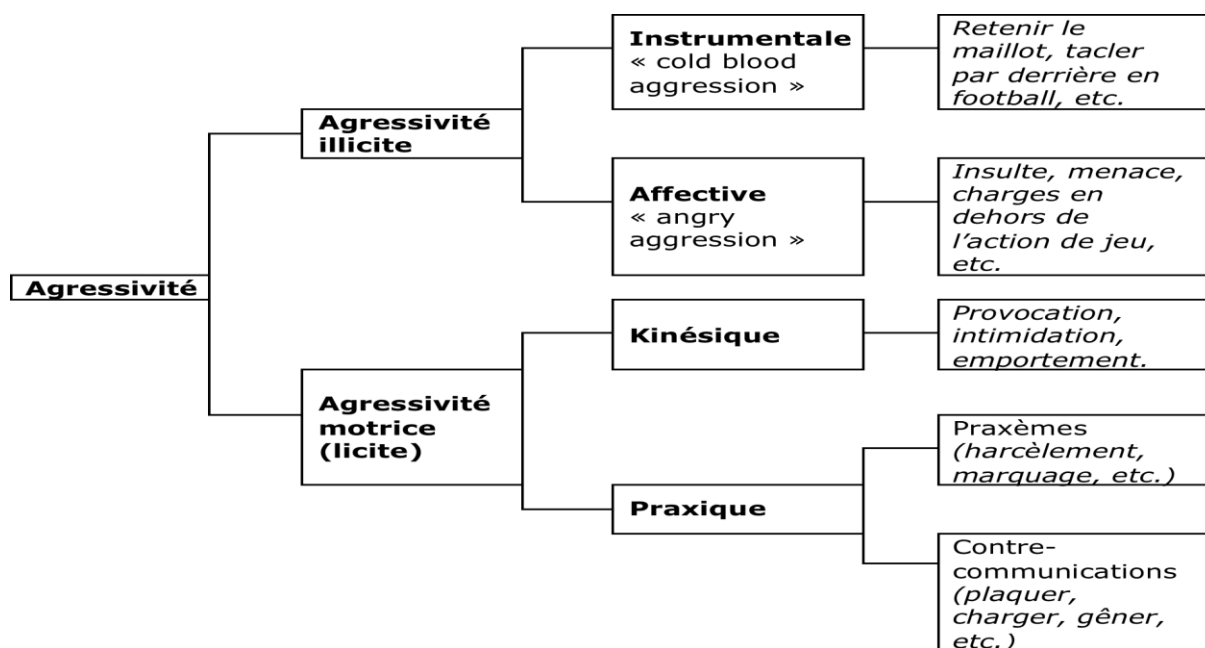 Agressivité
Agressivité
illicite
Instrumentale
« cold blood
aggression »
Retenir le
maillot, tacler
par derrière en
football, etc.
Affective
« angry
aggression »
Insulte, menace,
charges en
dehors de
l’action de jeu,
etc.
Agressivité
motrice
(licite)
Kinésique
Provocation,
intimidation,
emportement.
Praxique
Praxèmes
(harcèlement,
marquage, etc.)
Contre-
communications
(plaquer,
charger, gêner,
etc.)